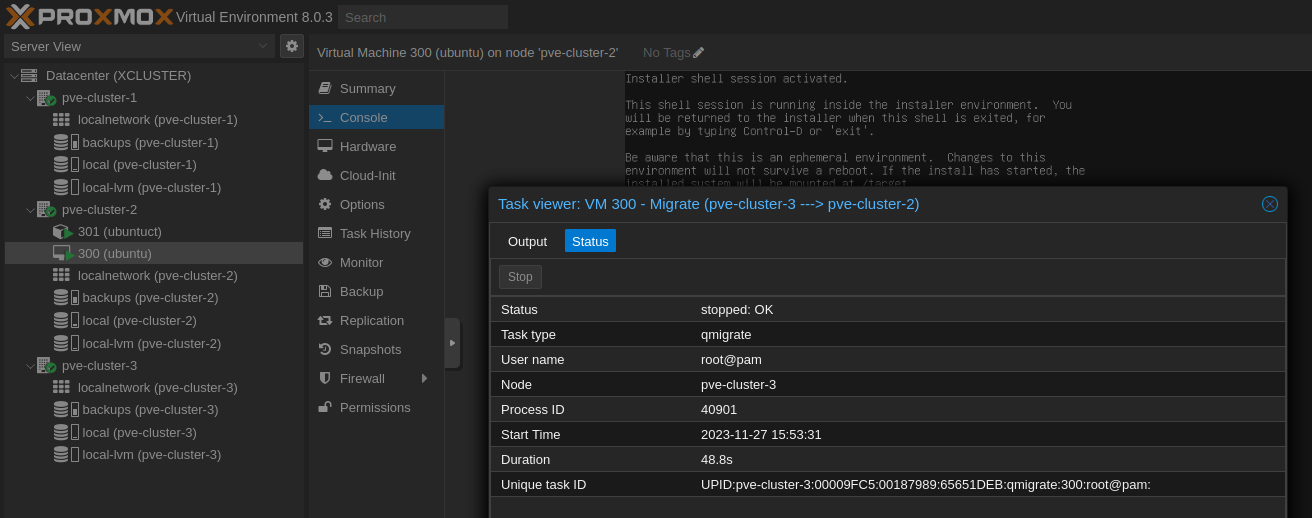 PROXMOX Virtual Environment 8.0.3 Search
Server View
Virtual Machine 300 (ubuntu) on node 'pve-cluster-2' No Tags
Datacenter (XCLUSTER)
pve-cluster-1
localnetwork (pve-cluster-1)
backups (pve-cluster-1)
local (pve-cluster-1)
local-lvm (pve-cluster-1)
pve-cluster-2
301 (ubuntuct)
300 (ubuntu)
localnetwork (pve-cluster-2)
backups (pve-cluster-2)
local (pve-cluster-2)
local-lvm (pve-cluster-2)
pve-cluster-3
localnetwork (pve-cluster-3)
backups (pve-cluster-3)
local (pve-cluster-3)
local-lvm (pve-cluster-3)
Summary
Console
Hardware
Cloud-Init
Options
Task History
Monitor
Backup
Replication
Snapshots
Firewall
Permissions
Installer shell session activated.
This shell session is running inside the installer environment.  You
will be returned to the installer when this shell is exited, for
example by typing Control-D or 'exit'.
Be aware that this is an ephemeral environment.  Changes to this
environment will not survive a reboot. If the install has started, the
installed system will be mounted at /target.
Task viewer: VM 300 - Migrate (pve-cluster-3 ---> pve-cluster-2)
Output Status
Stop
Status stopped: OK
Task type qmigrate
User name root@pam
Node pve-cluster-3
Process ID 40901
Start Time 2023-11-27 15:53:31
Duration 48.8s
Unique task ID UPID:pve-cluster-3:00009FC5:00187989:65651DEB:qmigrate:300:root@pam: